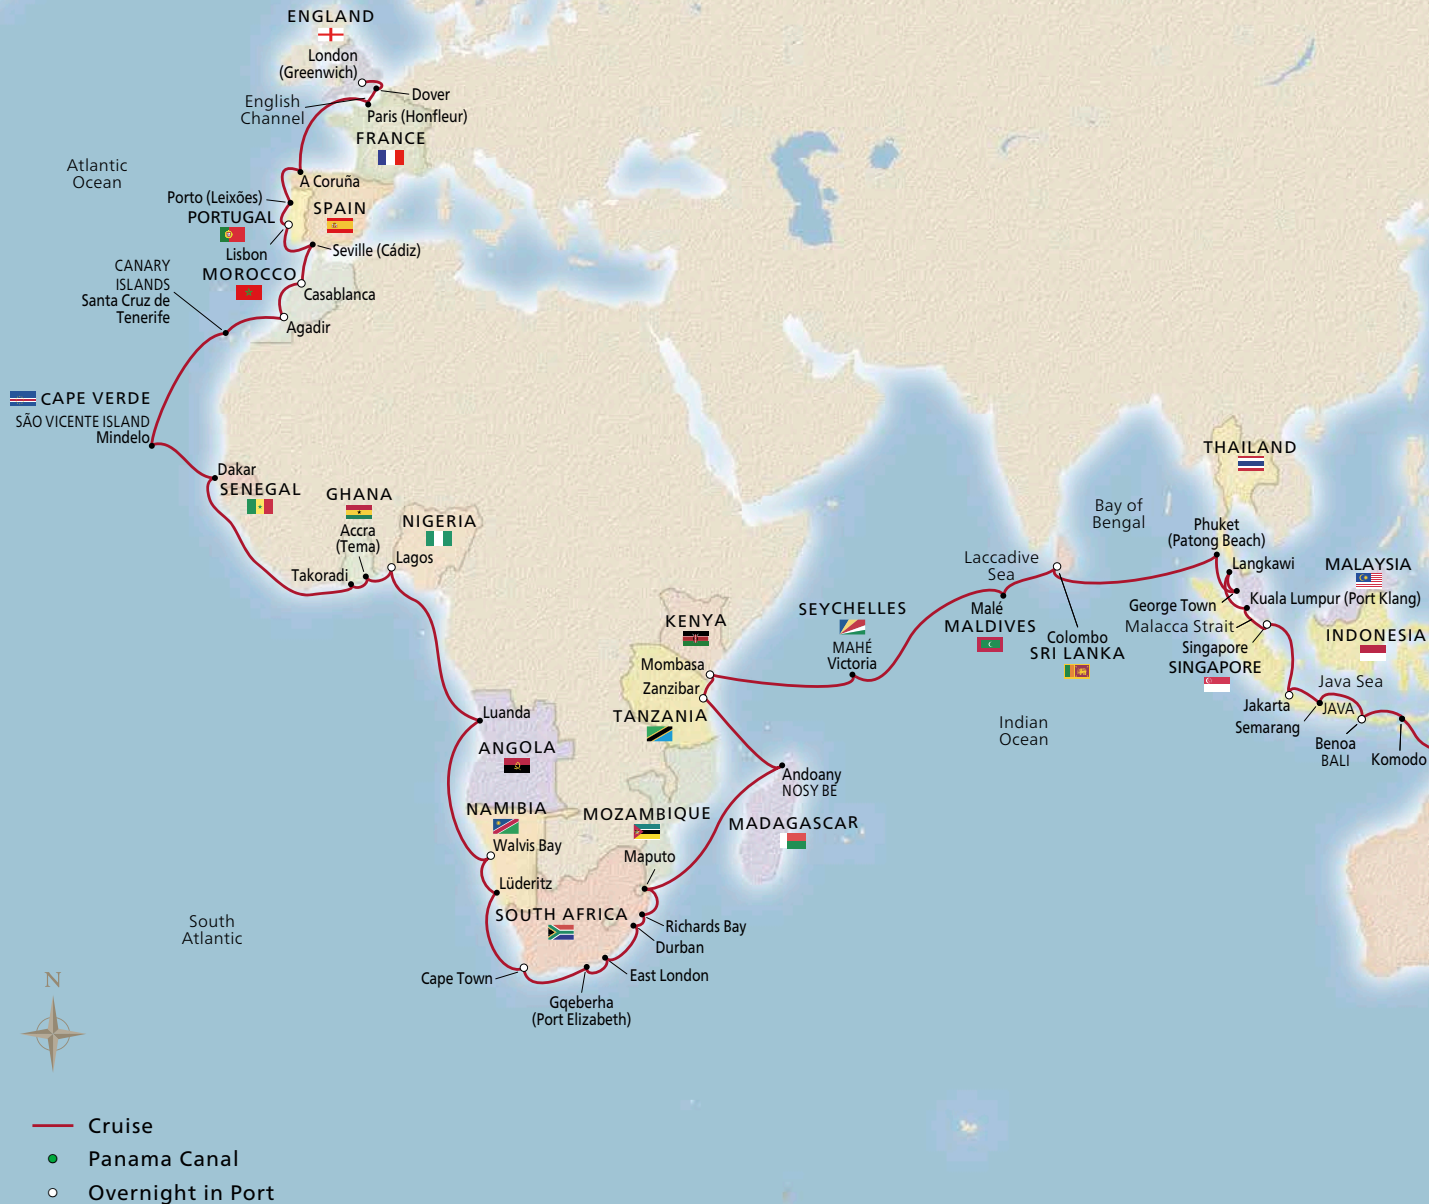 ENGLAND
London
(Greenwich)
Dover
English
Channel
Paris (Honfleur)
FRANCE
Atlantic
Ocean
A Coruña
Porto (Leixões)
PORTUGAL
SPAIN
Lisbon
Seville (Cádiz)
CANARY
ISLANDS
Santa Cruz de
Tenerife
MOROCCO
Casablanca
Agadir
CAPE VERDE
SÃO VICENTE ISLAND
Mindelo
Dakar
SENEGAL
GHANA
Accra
(Tema)
NIGERIA
Lagos
Takoradi
THAILAND
Bay of
Bengal
Phuket
(Patong Beach)
Laccadive
Sea
Langkawi
MALAYSIA
George Town
Kuala Lumpur (Port Klang)
Malacca Strait
Singapore
SINGAPORE
INDONESIA
Malé
MALDIVES
Colombo
SRI LANKA
SEYCHELLES
MAHÉ
Victoria
KENYA
Mombasa
Zanzibar
TANZANIA
Java Sea
Jakarta
JAVA
Semarang
Benoa
BALI
Komodo
Indian
Ocean
Luanda
ANGOLA
Andoany
NOSY BE
NAMIBIA
Walvis Bay
MOZAMBIQUE
Maputo
MADAGASCAR
Lüderitz
SOUTH AFRICA
Richards Bay
Durban
South
Atlantic
Cape Town
East London
Gqeberha
(Port Elizabeth)
N
Cruise
Panama Canal
Overnight in Port